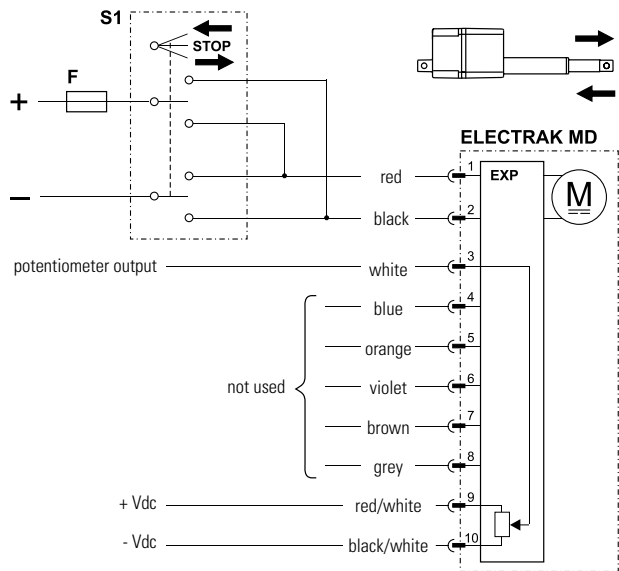 S1
STOP
F
+
–
ELECTRAK MD
EXP
M
red 1
black 2
potentiometer output white 3
blue 4
orange 5
not used violet 6
brown 7
grey 8
+ Vdc red/white 9
- Vdc black/white 10